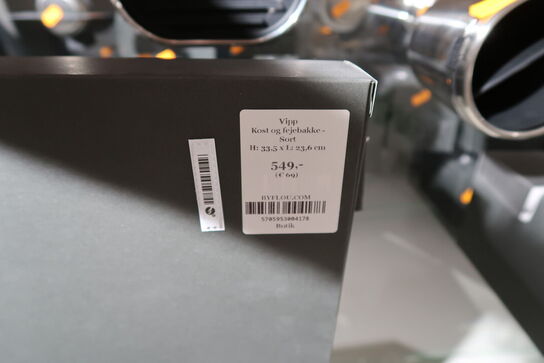 Vipp
Kost og fejebakke -
Sort
H: 33,5 x L: 23,6 cm
549,-
(€ 69)
BYFLOU.COM
5705953004178
Butik